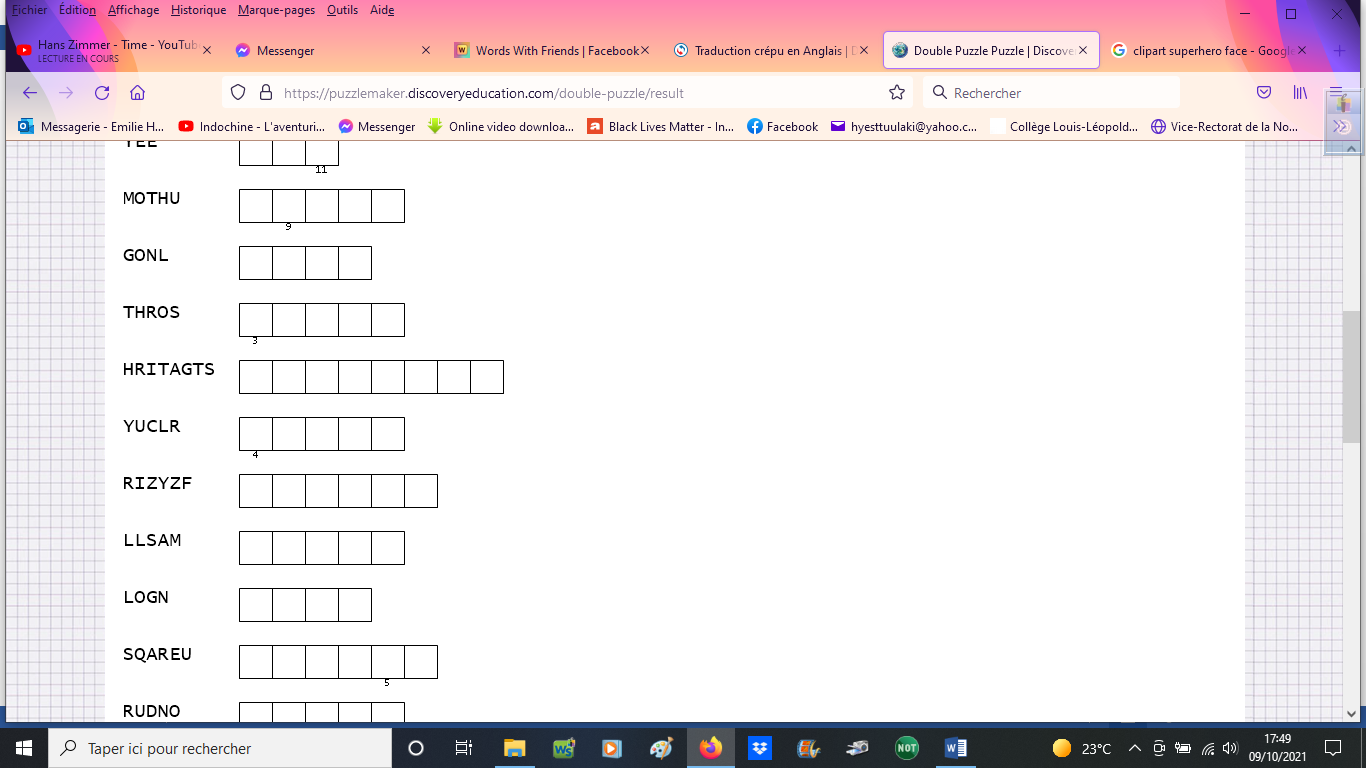 Fichier Édition Affichage Historique Marque-pages Outils Aide
Hans Zimmer - Time - YouTub
LECTURE EN COURS
Messenger
Words With Friends | Facebook
Traduction crépu en Anglais | D
Double Puzzle Puzzle | Discove
clipart superhero face - Google
https://puzzlemaker.discoveryeducation.com/double-puzzle/result
Rechercher
Messagerie - Emilie H... Indochine - L'aventuri... Messenger Online video downloa... Black Lives Matter - In... Facebook hyesttuulaki@yahoo.c... Collège Louis-Léopold... Vice-Rectorat de la No...
YEE
11
MOTHU
9
GONL
THROS
3
HRITAGTS
YUCLR
4
RIZYZF
LLSAM
LOGN
SQAREU
5
RUDNO
Taper ici pour rechercher
NOT
23°C
17:49
09/10/2021